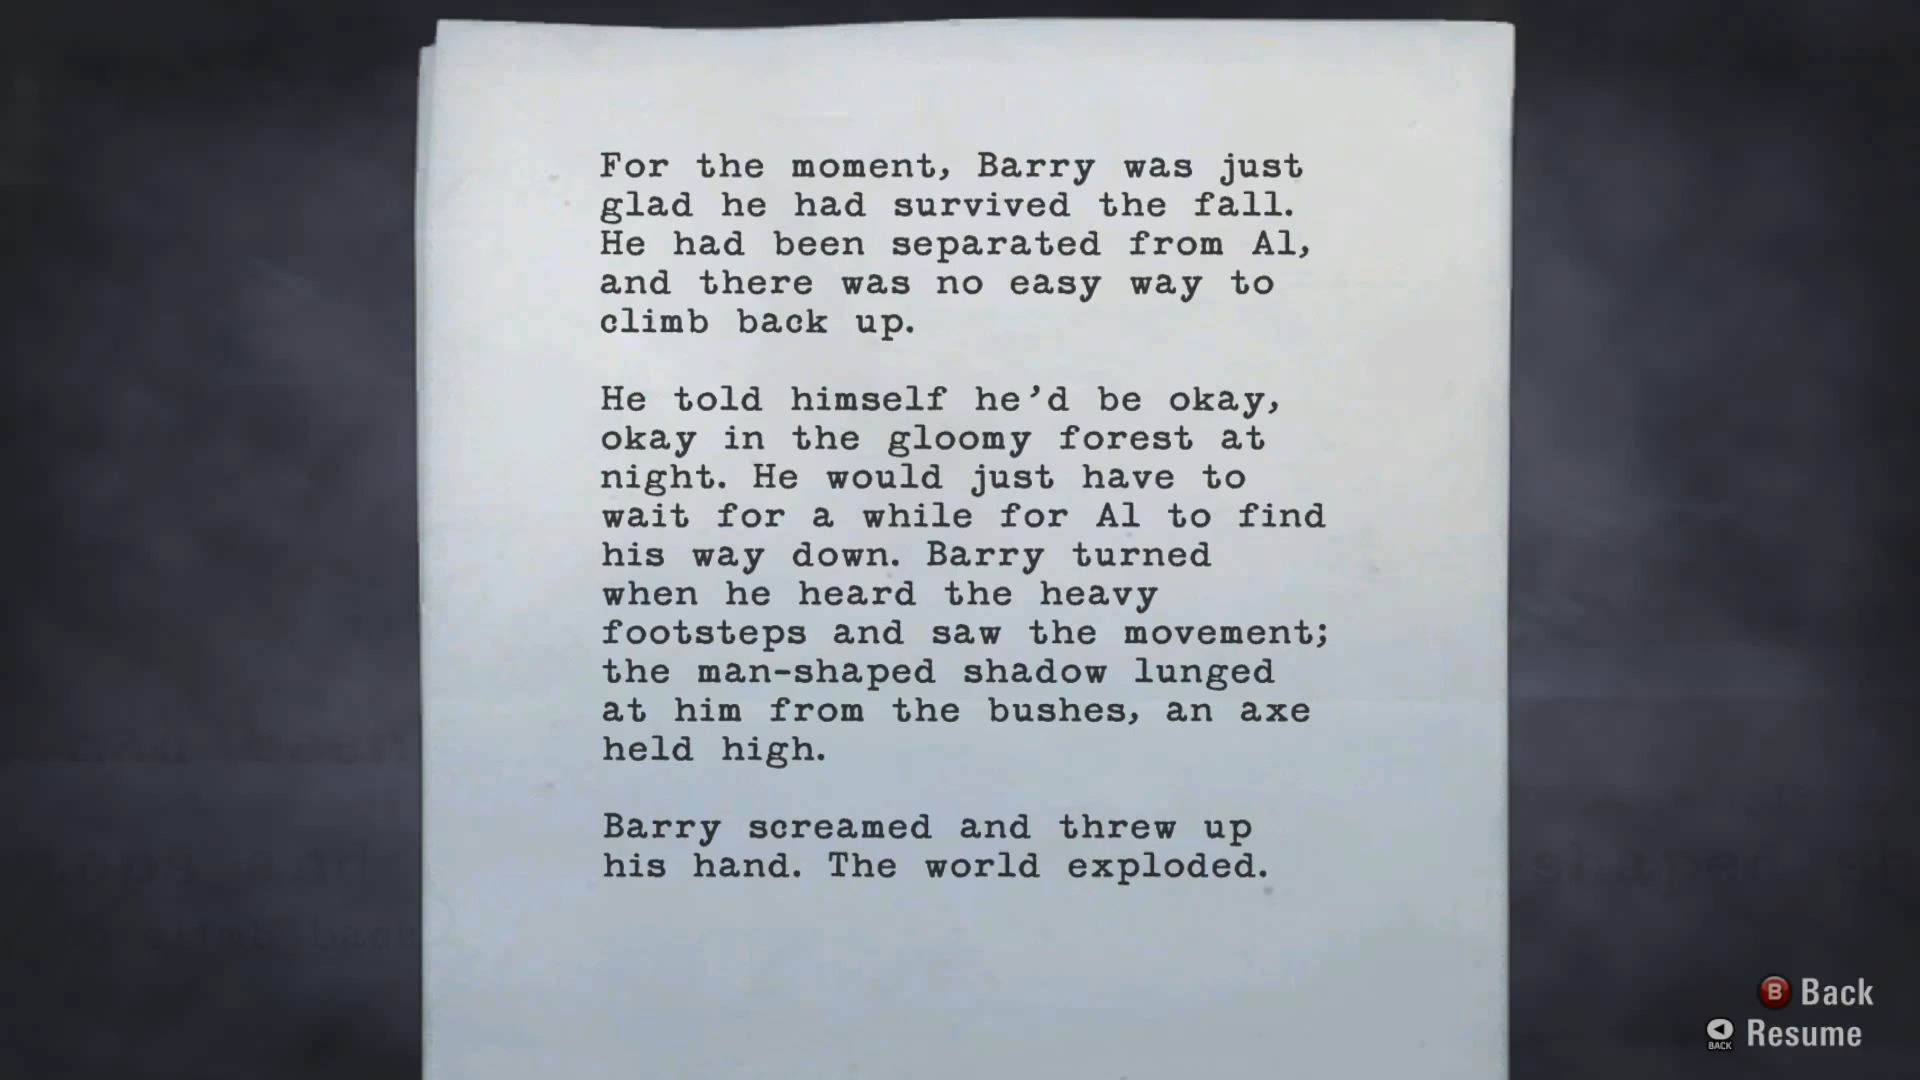 For the moment, Barry was just
glad he had survived the fall.
He had been separated from Al,
and there was no easy way to
climb back up.
He told himself he’d be okay,
okay in the gloomy forest at
night. He would just have to
wait for a while for Al to find
his way down. Barry turned
when he heard the heavy
footsteps and saw the movement;
the man-shaped shadow lunged
at him from the bushes, an axe
held high.
Barry screamed and threw up
his hand. The world exploded.
B Back
BACK Resume